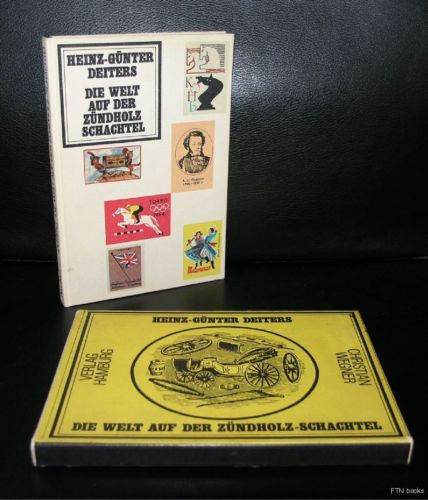 HEINZ-GÜNTER
DEITERS
DIE WELT
AUF DER
ZÜNDHOLZ
SCHACHTEL
TOKYO
1964
HEINZ-GÜNTER DEITERS
VERLAG
HAMBURG
CHRISTIAN
WEGNER
DIE WELT AUF DER ZÜNDHOLZ-SCHACHTEL
FTN books